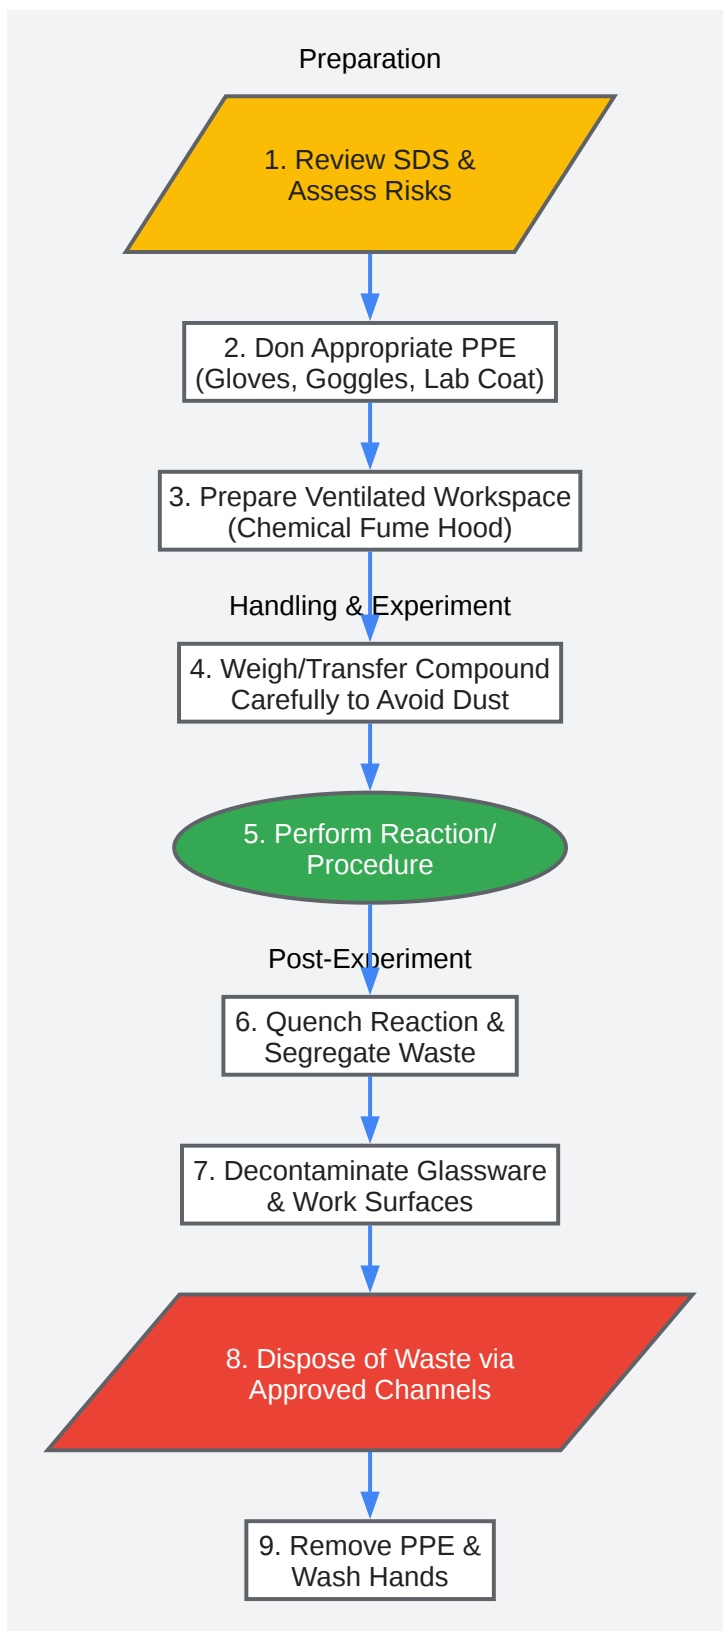 Preparation
1. Review SDS &
Assess Risks
2. Don Appropriate PPE
(Gloves, Goggles, Lab Coat)
3. Prepare Ventilated Workspace
(Chemical Fume Hood)
Handling & Experiment
4. Weigh/Transfer Compound
Carefully to Avoid Dust
5. Perform Reaction/
Procedure
Post-Experiment
6. Quench Reaction &
Segregate Waste
7. Decontaminate Glassware
& Work Surfaces
8. Dispose of Waste via
Approved Channels
9. Remove PPE &
Wash Hands